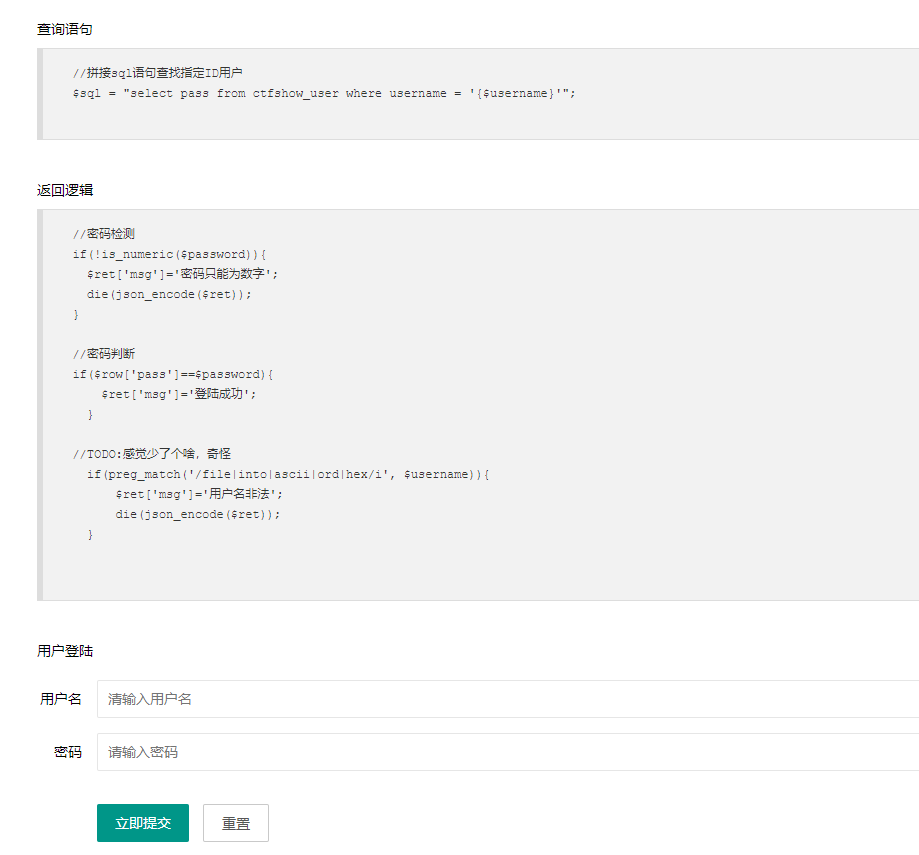 查询语句
//拼接sql语句查找指定ID用户
$sql = "select pass from ctfshow_user where username = '{$username}'";
返回逻辑
//密码检测
if(!is_numeric($password)){
  $ret['msg']='密码只能为数字';
  die(json_encode($ret));
}
//密码判断
if($row['pass']==$password){
    $ret['msg']='登陆成功';
  }
//TODO:感觉少了个啥，奇怪
  if(preg_match('/file|into|ascii|ord|hex/i', $username)){
      $ret['msg']='用户名非法';
      die(json_encode($ret));
  }
用户登陆
用户名 请输入用户名
密码 请输入密码
立即提交 重置